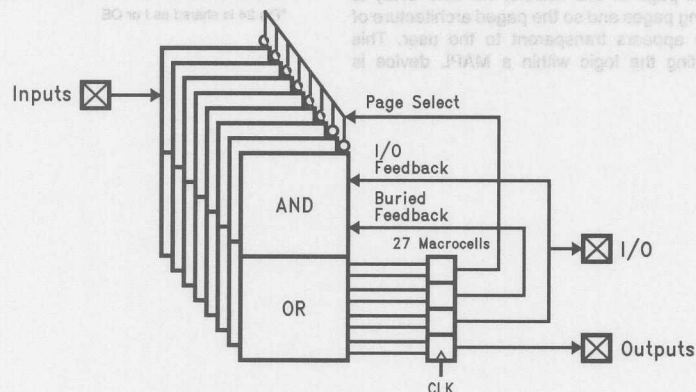 Inputs
Page Select
I/O
Feedback
AND
Buried
Feedback
27 Macrocells
I/O
OR
Outputs
CLK